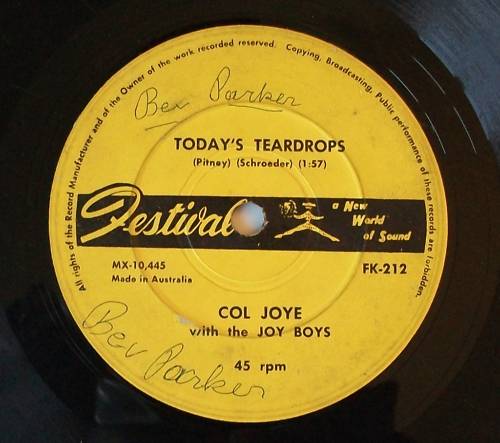 All rights of the Record Manufacturer and of the Owner of the work recorded reserved. Copying, Broadcasting, Public performance of these records are forbidden.
Bev Parker
TODAY'S TEARDROPS
(Pitney) (Schroeder) (1:57)
Festival
a New
World
of Sound
MX-10,445
Made in Australia
FK-212
COL JOYE
with the JOY BOYS
Bev Parker
45 rpm